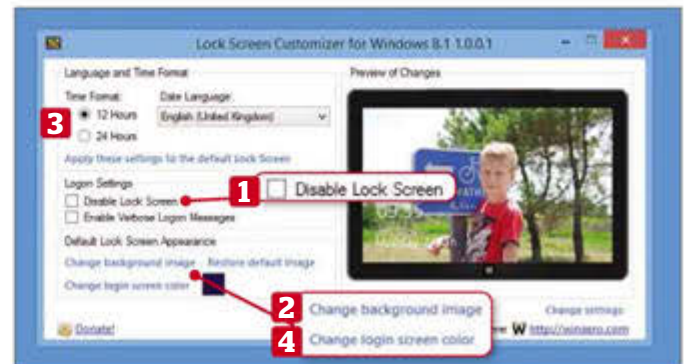 Lock Screen Customizer for Windows 8.1 1.0.0.1
Language and Time Format
Preview of Changes
Time Format:
Date Language:
3
12 Hours
English (United Kingdom)
24 Hours
Apply these settings to the default Lock Screen
Logon Settings
Disable Lock Screen
1
Disable Lock Screen
Enable Verbose Logon Messages
Default Lock Screen Appearance
Change background image
Restore default image
Change login screen color
2
Change background image
4
Change login screen color
Change settings
Donate!
W
http://winaero.com
PATH